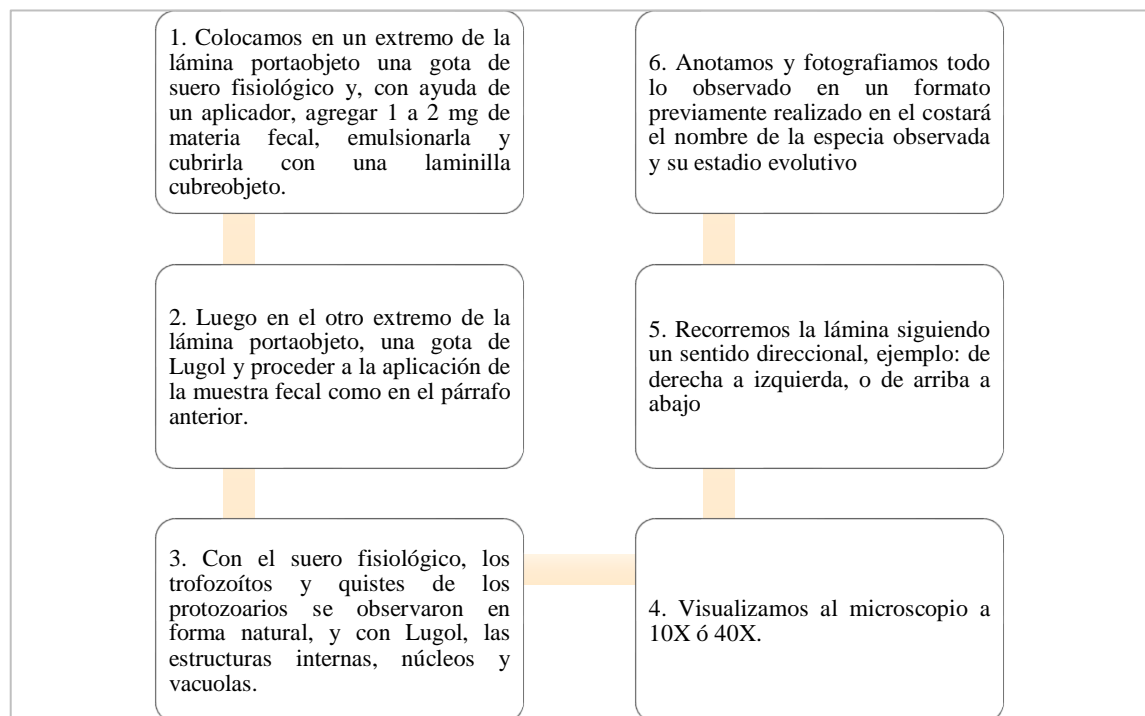 1. Colocamos en un extremo de la
lámina portaobjeto una gota de
suero fisiológico y, con ayuda de
un aplicador, agregar 1 a 2 mg de
materia fecal, emulsionarla y
cubrirla con una laminilla
cubreobjeto.
2. Luego en el otro extremo de la
lámina portaobjeto, una gota de
Lugol y proceder a la aplicación de
la muestra fecal como en el párrafo
anterior.
3. Con el suero fisiológico, los
trofozoítos y quistes de los
protozoarios se observaron en
forma natural, y con Lugol, las
estructuras internas, núcleos y
vacuolas.
4. Visualizamos al microscopio a
10X ó 40X.
5. Recorremos la lámina siguiendo
un sentido direccional, ejemplo: de
derecha a izquierda, o de arriba a
abajo
6. Anotamos y fotografiamos todo
lo observado en un formato
previamente realizado en el costará
el nombre de la especia observada
y su estadio evolutivo